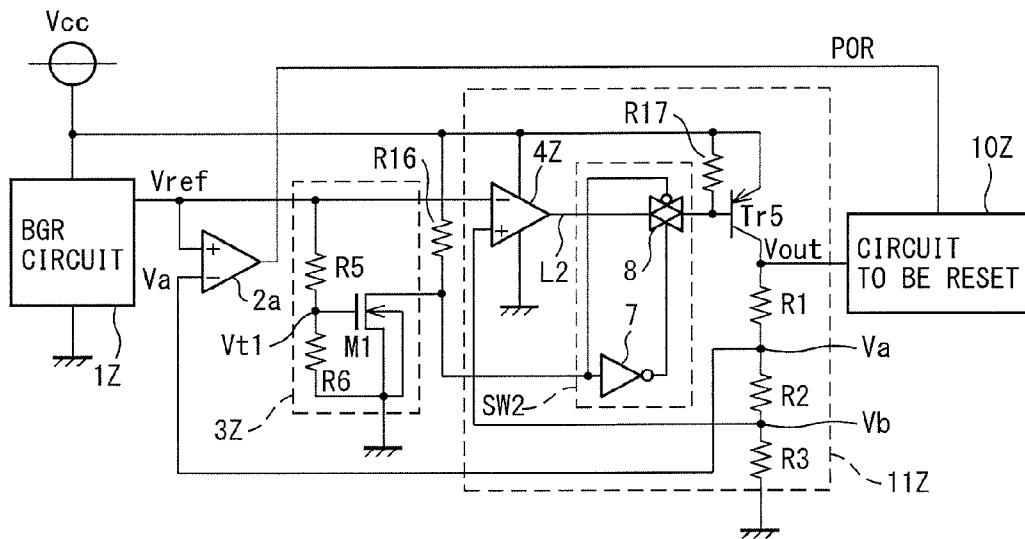 Vcc
POR
R17
10Z
R16
4Z
Vref
BGR
CIRCUIT
Tr5
CIRCUIT
TO BE RESET
Va
R5
L2
8
Vout
2a
7
R1
Vt1
M1
Va
1Z
R6
SW2
R2
3Z
Vb
R3
11Z